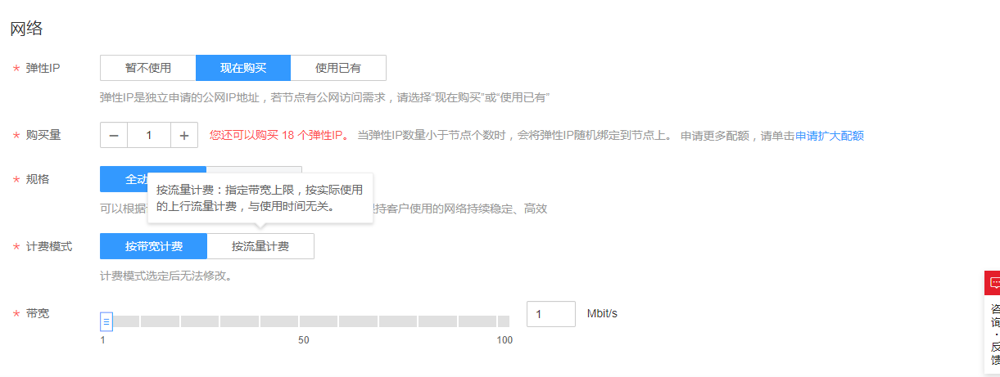 网络
* 弹性IP 暂不使用 现在购买 使用已有
弹性IP是独立申请的公网IP地址，若节点有公网访问需求，请选择“现在购买”或“使用已有”
* 购买量 － 1 ＋ 您还可以购买 18 个弹性IP。 当弹性IP数量小于节点个数时，会将弹性IP随机绑定到节点上。 申请更多配额，请单击申请扩大配额
* 规格 全动
按流量计费：指定带宽上限，按实际使用
的上行流量计费，与使用时间无关。
可以根据 持客户使用的网络持续稳定、高效
* 计费模式 按带宽计费 按流量计费
计费模式选定后无法修改。
* 带宽 1 Mbit/s
1 50 100
咨
询
·
反
馈